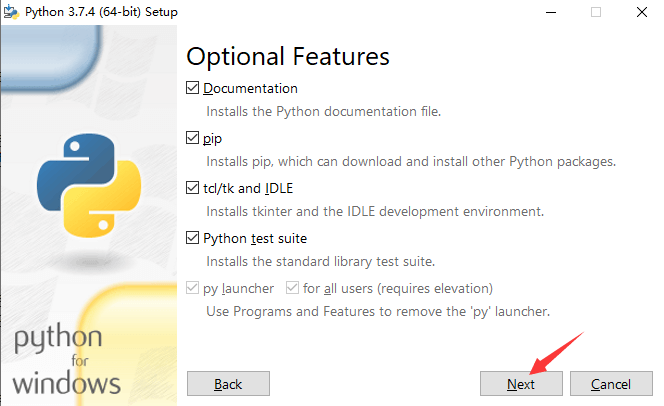 Python 3.7.4 (64-bit) Setup
Optional Features
Documentation
Installs the Python documentation file.
pip
Installs pip, which can download and install other Python packages.
tcl/tk and IDLE
Installs tkinter and the IDLE development environment.
Python test suite
Installs the standard library test suite.
py launcher for all users (requires elevation)
Use Programs and Features to remove the 'py' launcher.
python
for
windows
Back Next Cancel